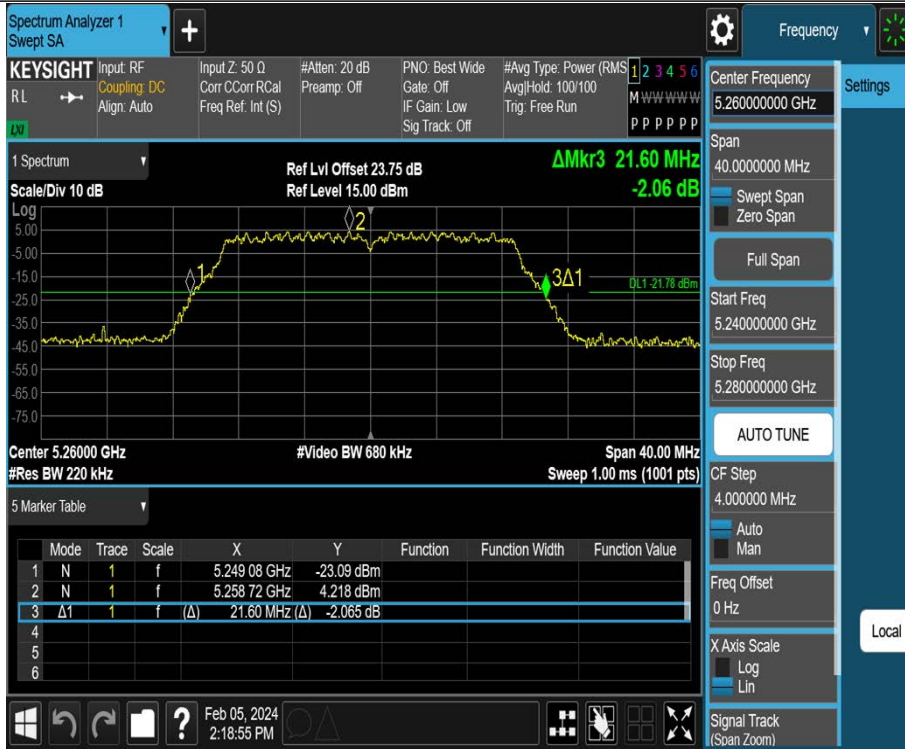 Spectrum Analyzer 1
Swept SA
+
Frequency
KEYSIGHT
RL
LXI
Input: RF
Coupling: DC
Align: Auto
Input Z: 50 Ω
Corr CCorr RCal
Freq Ref: Int (S)
#Atten: 20 dB
Preamp: Off
PNO: Best Wide
Gate: Off
IF Gain: Low
Sig Track: Off
#Avg Type: Power (RMS
Avg|Hold: 100/100
Trig: Free Run
1 2 3 4 5 6
M W W W W W
P P P P P P
Center Frequency
5.260000000 GHz
Settings
1 Spectrum
Scale/Div 10 dB
Ref Lvl Offset 23.75 dB
Ref Level 15.00 dBm
ΔMkr3 21.60 MHz
-2.06 dB
Span
40.0000000 MHz
Swept Span
Zero Span
Full Span
Log
5.00
-5.00
-15.0
-25.0
-35.0
-45.0
-55.0
-65.0
-75.0
1
2
3Δ1
DL1 -21.78 dBm
Start Freq
5.240000000 GHz
Stop Freq
5.280000000 GHz
AUTO TUNE
Center 5.26000 GHz
#Res BW 220 kHz
#Video BW 680 kHz
Span 40.00 MHz
Sweep 1.00 ms (1001 pts)
CF Step
4.000000 MHz
Auto
Man
5 Marker Table
Mode Trace Scale X Y Function Function Width Function Value
1 N 1 f 5.249 08 GHz -23.09 dBm
2 N 1 f 5.258 72 GHz 4.218 dBm
3 Δ1 1 f (Δ) 21.60 MHz (Δ) -2.065 dB
4
5
6
Freq Offset
0 Hz
Local
X Axis Scale
Log
Lin
Signal Track
(Span Zoom)
?
Feb 05, 2024
2:18:55 PM